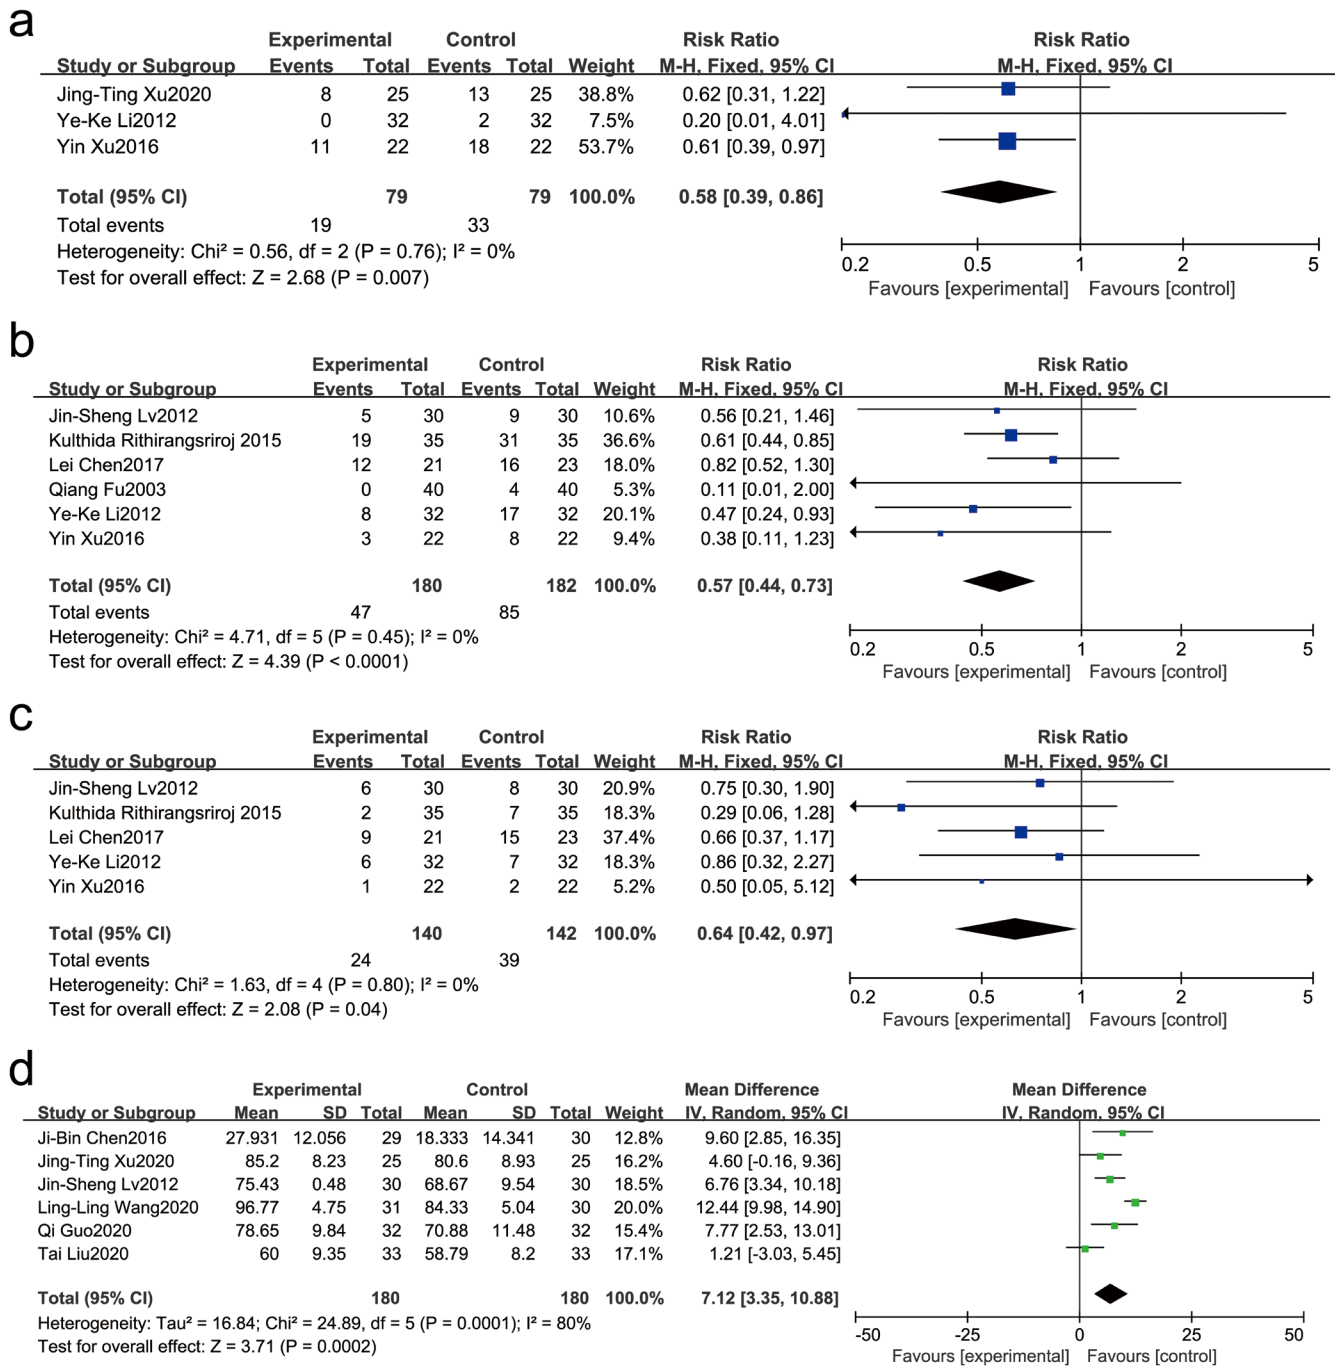 a
Experimental Control Risk Ratio Risk Ratio
Study or Subgroup Events Total Events Total Weight M-H, Fixed, 95% CI M-H, Fixed, 95% CI
Jing-Ting Xu2020 8 25 13 25 38.8% 0.62 [0.31, 1.22]
Ye-Ke Li2012 0 32 2 32 7.5% 0.20 [0.01, 4.01]
Yin Xu2016 11 22 18 22 53.7% 0.61 [0.39, 0.97]
Total (95% CI) 79 79 100.0% 0.58 [0.39, 0.86]
Total events 19 33
Heterogeneity: Chi² = 0.56, df = 2 (P = 0.76); I² = 0%
Test for overall effect: Z = 2.68 (P = 0.007)
0.2 0.5 1 2 5
Favours [experimental] Favours [control]
b
Experimental Control Risk Ratio Risk Ratio
Study or Subgroup Events Total Events Total Weight M-H, Fixed, 95% CI M-H, Fixed, 95% CI
Jin-Sheng Lv2012 5 30 9 30 10.6% 0.56 [0.21, 1.46]
Kulthida Rithirangsriroj 2015 19 35 31 35 36.6% 0.61 [0.44, 0.85]
Lei Chen2017 12 21 16 23 18.0% 0.82 [0.52, 1.30]
Qiang Fu2003 0 40 4 40 5.3% 0.11 [0.01, 2.00]
Ye-Ke Li2012 8 32 17 32 20.1% 0.47 [0.24, 0.93]
Yin Xu2016 3 22 8 22 9.4% 0.38 [0.11, 1.23]
Total (95% CI) 180 182 100.0% 0.57 [0.44, 0.73]
Total events 47 85
Heterogeneity: Chi² = 4.71, df = 5 (P = 0.45); I² = 0%
Test for overall effect: Z = 4.39 (P < 0.0001)
0.2 0.5 1 2 5
Favours [experimental] Favours [control]
c
Experimental Control Risk Ratio Risk Ratio
Study or Subgroup Events Total Events Total Weight M-H, Fixed, 95% CI M-H, Fixed, 95% CI
Jin-Sheng Lv2012 6 30 8 30 20.9% 0.75 [0.30, 1.90]
Kulthida Rithirangsriroj 2015 2 35 7 35 18.3% 0.29 [0.06, 1.28]
Lei Chen2017 9 21 15 23 37.4% 0.66 [0.37, 1.17]
Ye-Ke Li2012 6 32 7 32 18.3% 0.86 [0.32, 2.27]
Yin Xu2016 1 22 2 22 5.2% 0.50 [0.05, 5.12]
Total (95% CI) 140 142 100.0% 0.64 [0.42, 0.97]
Total events 24 39
Heterogeneity: Chi² = 1.63, df = 4 (P = 0.80); I² = 0%
Test for overall effect: Z = 2.08 (P = 0.04)
0.2 0.5 1 2 5
Favours [experimental] Favours [control]
d
Experimental Control Mean Difference Mean Difference
Study or Subgroup Mean SD Total Mean SD Total Weight IV, Random, 95% CI IV, Random, 95% CI
Ji-Bin Chen2016 27.931 12.056 29 18.333 14.341 30 12.8% 9.60 [2.85, 16.35]
Jing-Ting Xu2020 85.2 8.23 25 80.6 8.93 25 16.2% 4.60 [-0.16, 9.36]
Jin-Sheng Lv2012 75.43 0.48 30 68.67 9.54 30 18.5% 6.76 [3.34, 10.18]
Ling-Ling Wang2020 96.77 4.75 31 84.33 5.04 30 20.0% 12.44 [9.98, 14.90]
Qi Guo2020 78.65 9.84 32 70.88 11.48 32 15.4% 7.77 [2.53, 13.01]
Tai Liu2020 60 9.35 33 58.79 8.2 33 17.1% 1.21 [-3.03, 5.45]
Total (95% CI) 180 180 100.0% 7.12 [3.35, 10.88]
Heterogeneity: Tau² = 16.84; Chi² = 24.89, df = 5 (P = 0.0001); I² = 80%
Test for overall effect: Z = 3.71 (P = 0.0002)
-50 -25 0 25 50
Favours [experimental] Favours [control]